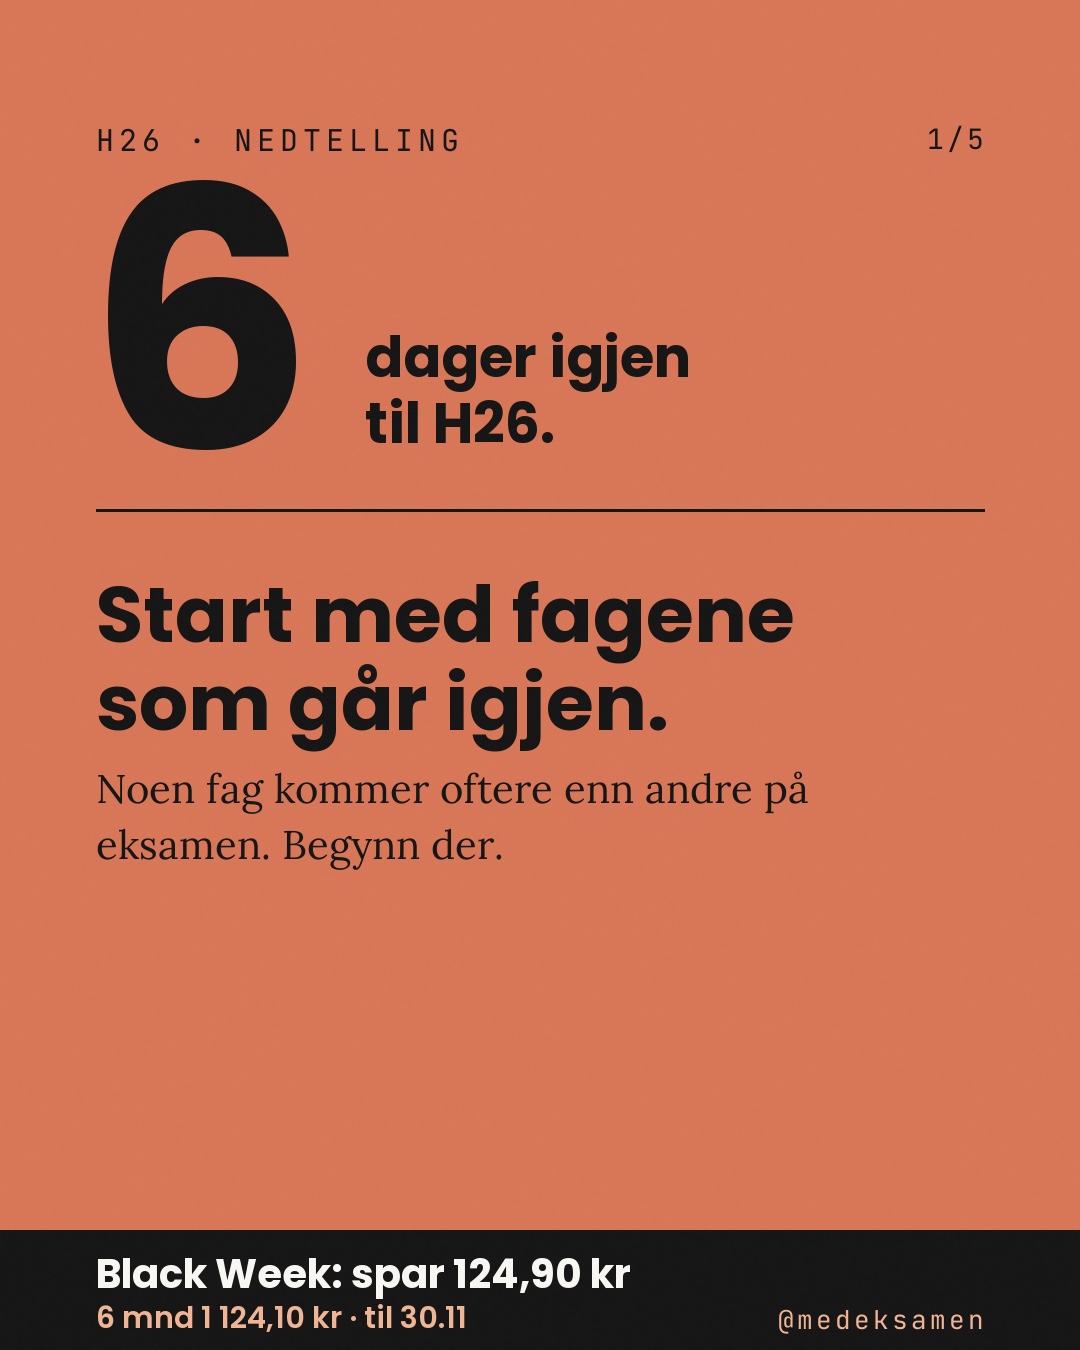 H26 · NEDTELLING
1/5
6
dager igjen
til H26.
Start med fagene
som går igjen.
Noen fag kommer oftere enn andre på
eksamen. Begynn der.
Black Week: spar 124,90 kr
6 mnd 1 124,10 kr · til 30.11
@medeksamen